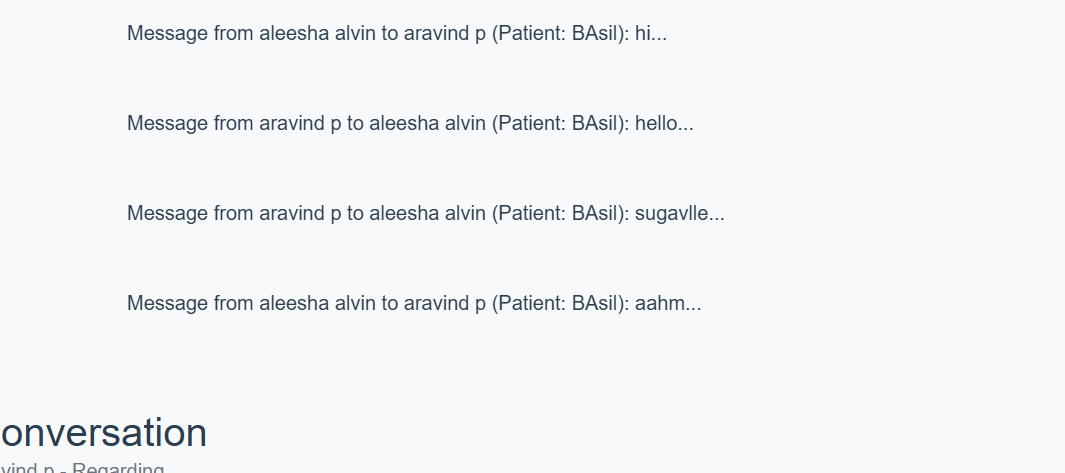 Message from aleesha alvin to aravind p (Patient: BAsil): hi...
Message from aravind p to aleesha alvin (Patient: BAsil): hello...
Message from aravind p to aleesha alvin (Patient: BAsil): sugavlle...
Message from aleesha alvin to aravind p (Patient: BAsil): aahm...
onversation
vind p - Regarding